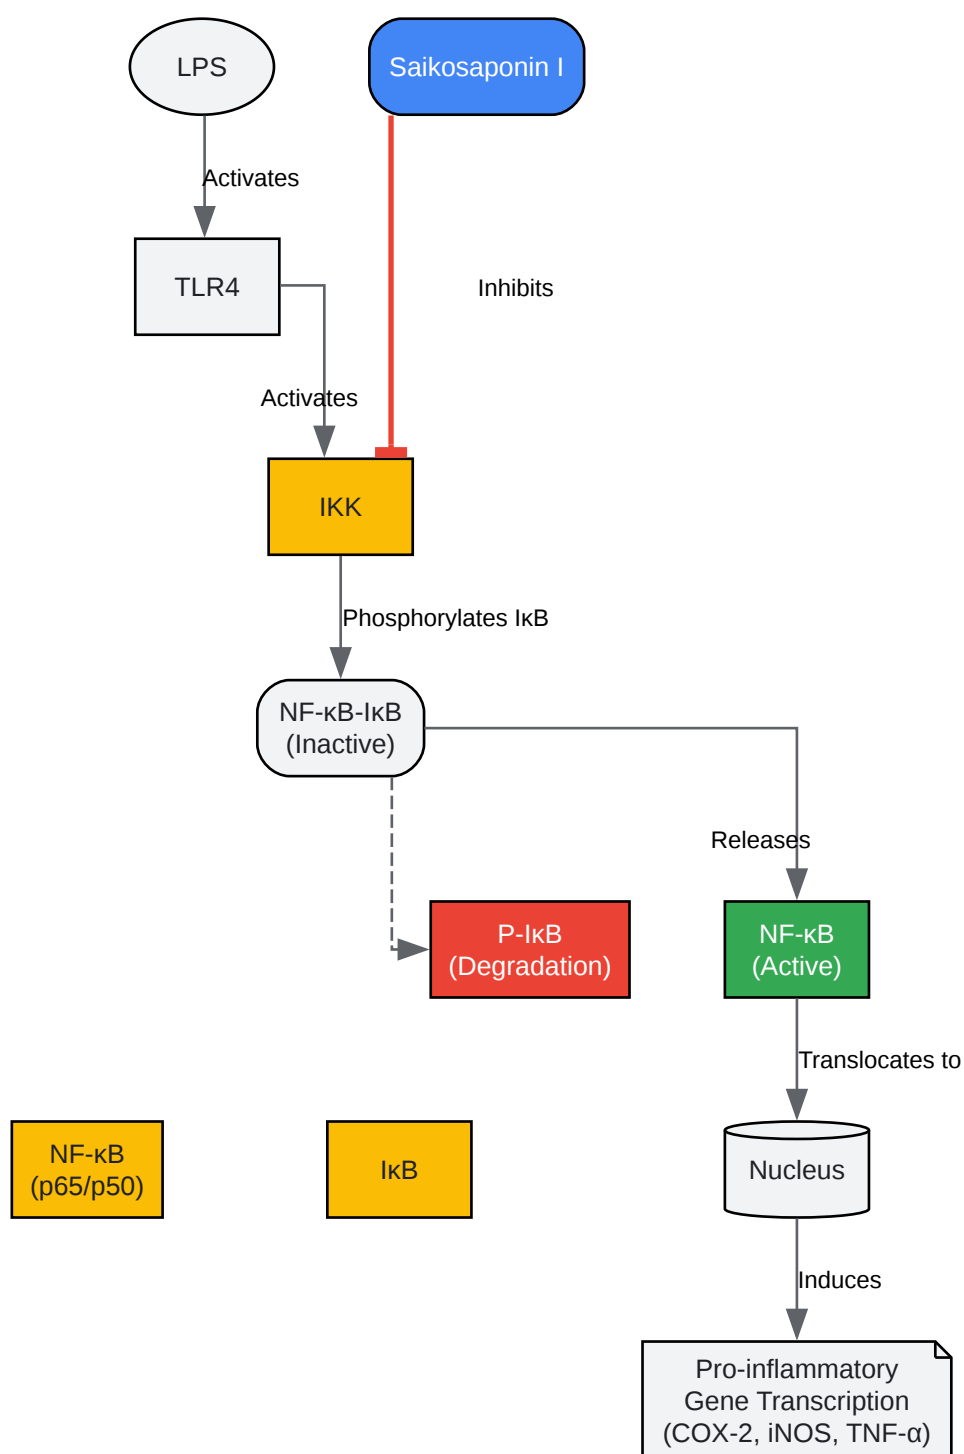 LPS
Saikosaponin I
Activates
TLR4
Inhibits
Activates
IKK
Phosphorylates IκB
NF-κB-IκB
(Inactive)
Releases
P-IκB
(Degradation)
NF-κB
(Active)
Translocates to
NF-κB
(p65/p50)
IκB
Nucleus
Induces
Pro-inflammatory
Gene Transcription
(COX-2, iNOS, TNF-α)